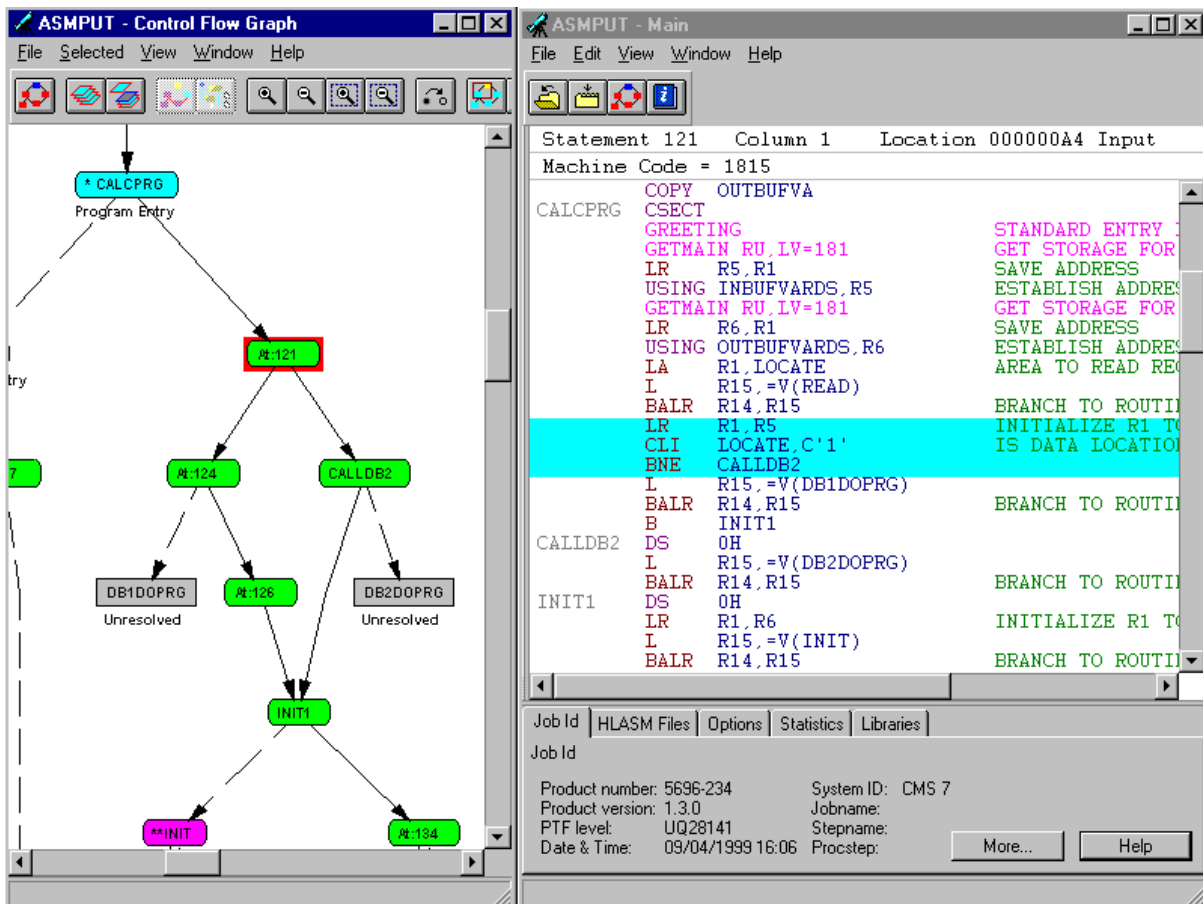 ASMPUT - Control Flow Graph
File Selected View Window Help
* CALCPRG
Program Entry
At:121
try
7
At:124
CALLDB2
DB1DOPRG
Unresolved
At:126
DB2DOPRG
Unresolved
INIT1
**INIT
At:134
ASMPUT - Main
File Edit View Window Help
Statement 121 Column 1 Location 000000A4 Input
Machine Code = 1815
COPY OUTBUFVA
CALCPRG CSECT
GREETING STANDARD ENTRY
GETMAIN RU,LV=181 GET STORAGE FOR
LR R5,R1 SAVE ADDRESS
USING INBUFVARDS,R5 ESTABLISH ADDRES
GETMAIN RU,LV=181 GET STORAGE FOR
LR R6,R1 SAVE ADDRESS
USING OUTBUFVARDS,R6 ESTABLISH ADDRES
LA R1,LOCATE AREA TO READ REC
L R15,=V(READ)
BALR R14,R15 BRANCH TO ROUTI
LR R1,R5 INITIALIZE R1 TO
CLI LOCATE,C'1' IS DATA LOCATIO
BNE CALLDB2
L R15,=V(DB1DOPRG)
BALR R14,R15 BRANCH TO ROUTI
B INIT1
CALLDB2 DS 0H
L R15,=V(DB2DOPRG)
BALR R14,R15 BRANCH TO ROUTI
INIT1 DS 0H
LR R1,R6 INITIALIZE R1 TO
L R15,=V(INIT)
BALR R14,R15 BRANCH TO ROUTI
Job Id HLASM Files Options Statistics Libraries
Job Id
Product number: 5696-234 System ID: CMS 7
Product version: 1.3.0 Jobname:
PTF level: UQ28141 Stepname:
Date & Time: 09/04/1999 16:06 Procstep:
More... Help